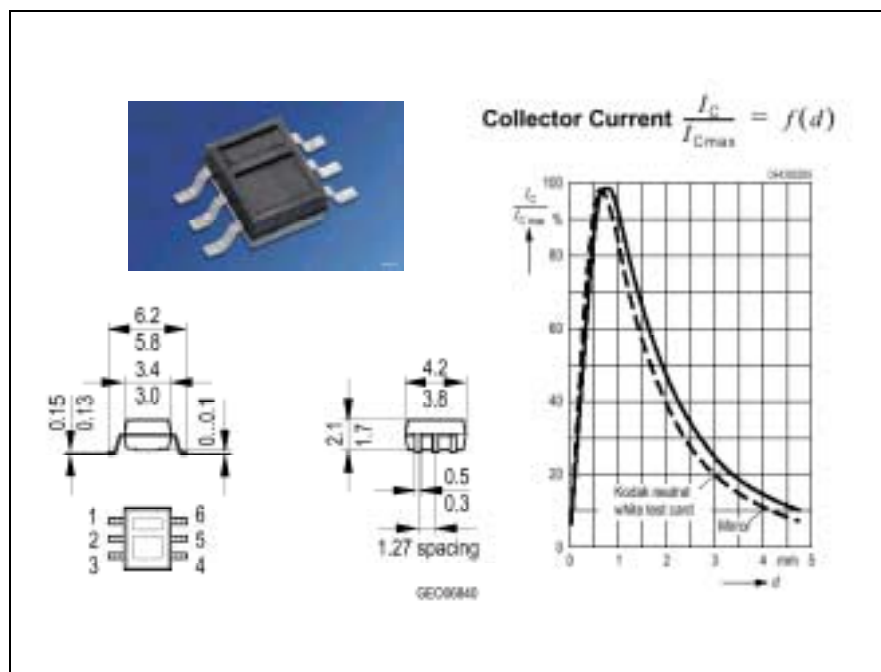 Collector Current I_C / I_Cmax = f(d)
I_C / I_C max %
100
80
60
40
20
0
0 1 2 3 4 mm 5
d
Kodak neutral
white test card
Mirror
6.2
5.8
3.4
3.0
0.15
0.13
0...0.1
4.2
3.8
2.1
1.7
0.5
0.3
1.27 spacing
1 6
2 5
3 4
GEO06840